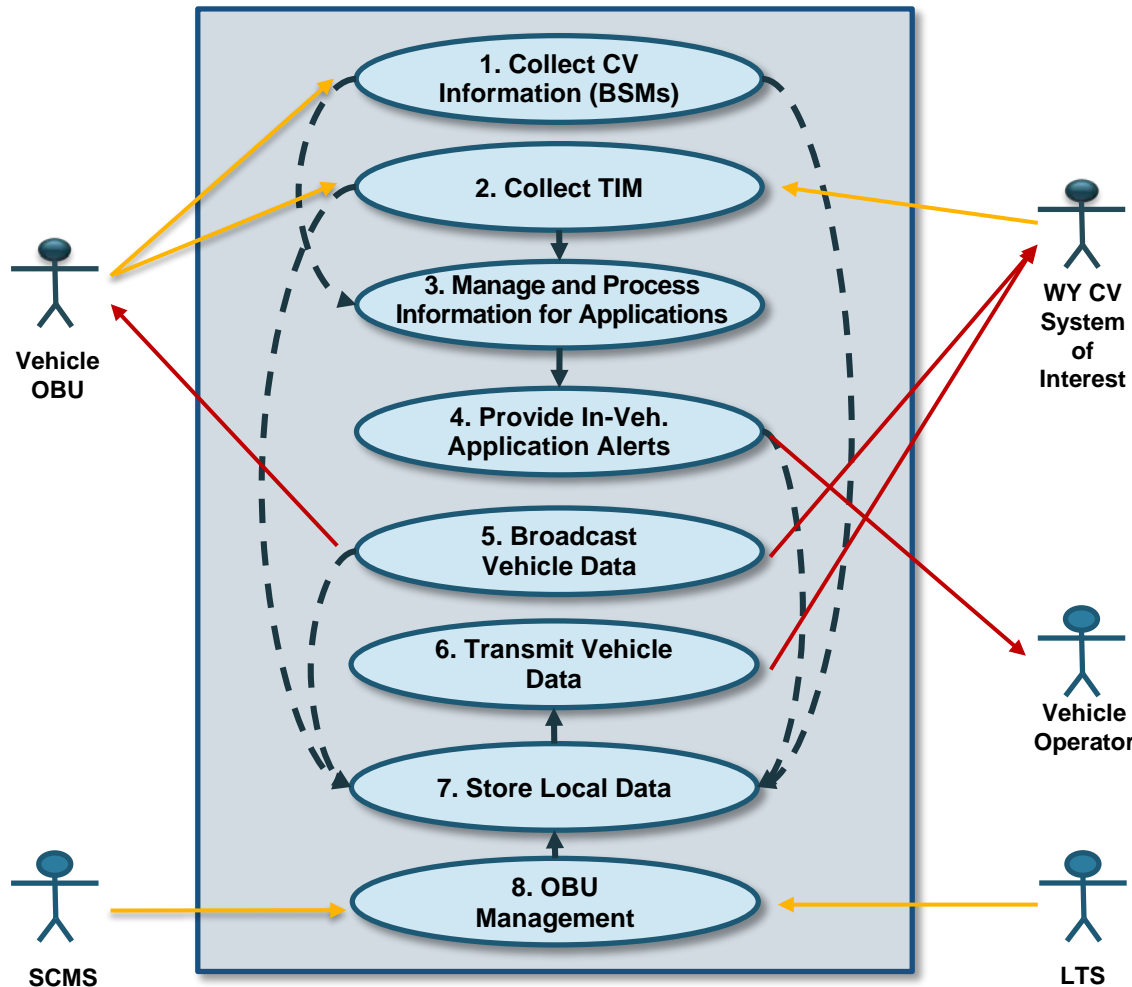 1. Collect CV
Information (BSMs)
2. Collect TIM
3. Manage and Process
Information for Applications
4. Provide In-Veh.
Application Alerts
5. Broadcast
Vehicle Data
6. Transmit Vehicle
Data
7. Store Local Data
8. OBU
Management
Vehicle
OBU
SCMS
WY CV
System
of
Interest
Vehicle
Operator
LTS